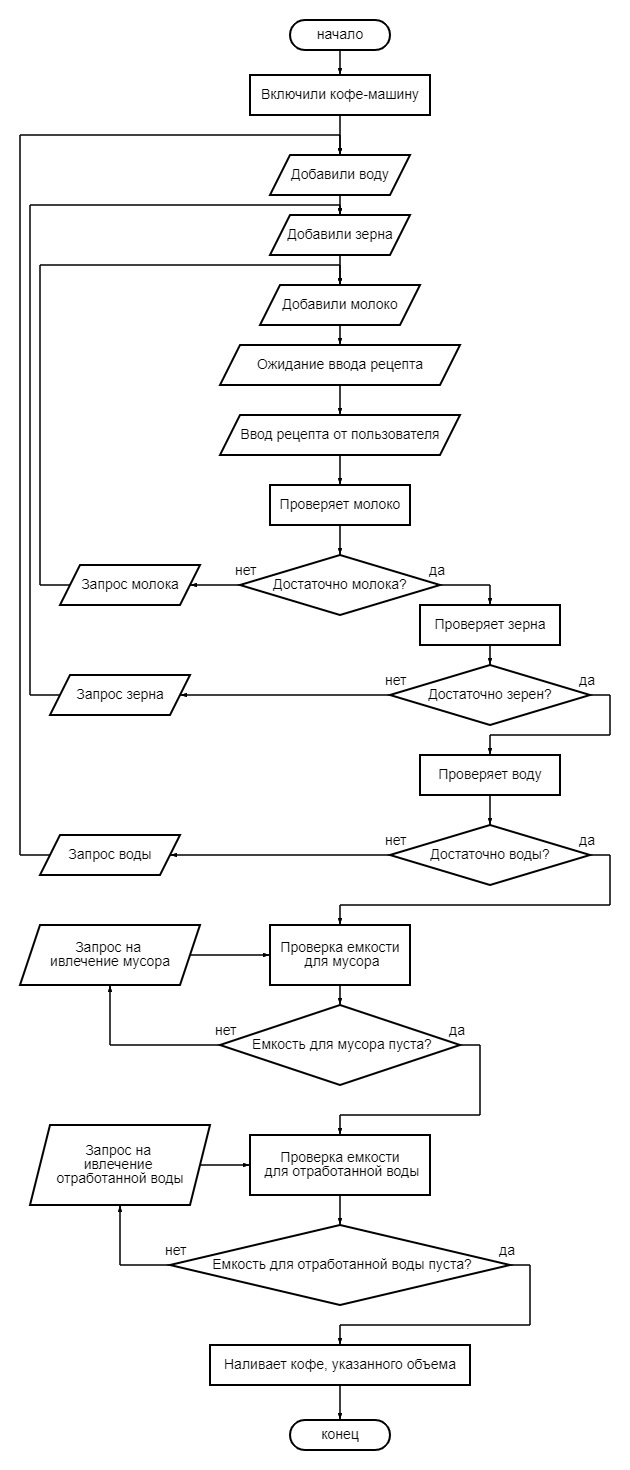 начало
Включили кофе-машину
Добавили воду
Добавили зерна
Добавили молоко
Ожидание ввода рецепта
Ввод рецепта от пользователя
Проверяет молоко
нет
да
Запрос молока
Достаточно молока?
Проверяет зерна
нет
да
Запрос зерна
Достаточно зерен?
Проверяет воду
нет
да
Запрос воды
Достаточно воды?
Запрос на
ивлечение мусора
Проверка емкости
для мусора
нет
да
Емкость для мусора пуста?
Запрос на
ивлечение
отработанной воды
Проверка емкости
для отработанной воды
нет
да
Емкость для отработанной воды пуста?
Наливает кофе, указанного объема
конец